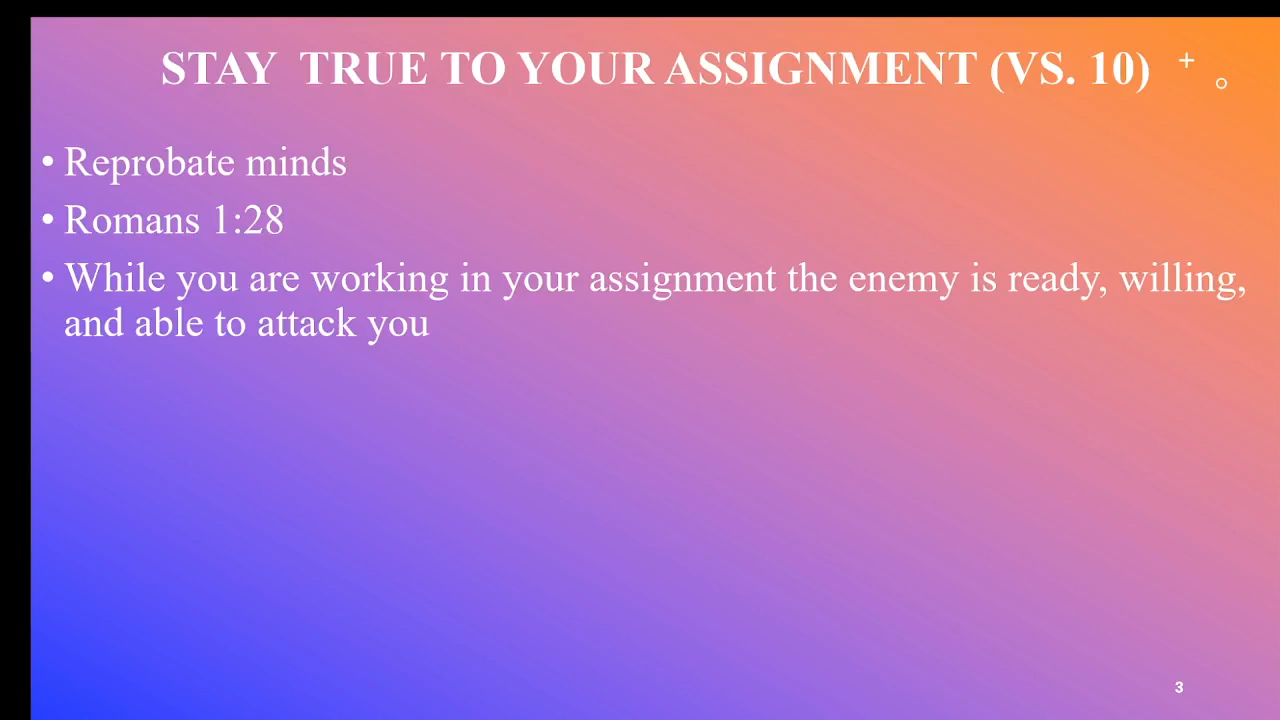 STAY  TRUE TO YOUR ASSIGNMENT (VS. 10)
• Reprobate minds
• Romans 1:28
• While you are working in your assignment the enemy is ready, willing,
and able to attack you
3